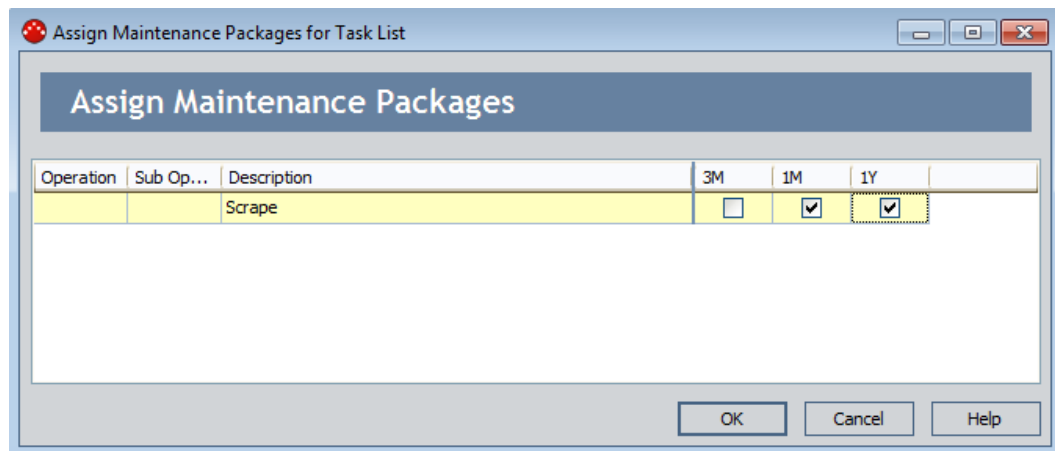 Assign Maintenance Packages for Task List
Assign Maintenance Packages
Operation Sub Op... Description 3M 1M 1Y
Scrape
OK Cancel Help